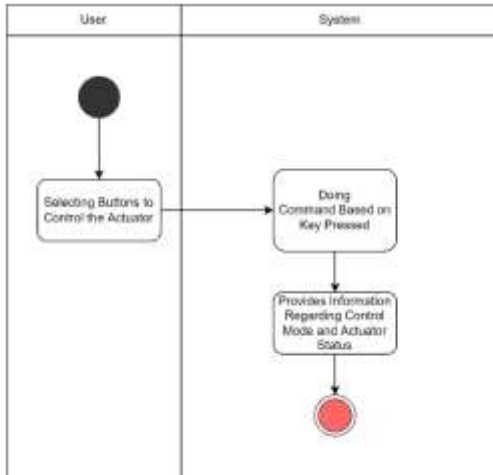 User
System
Selecting Buttons to
Control the Actuator
Doing
Command Based on
Key Pressed
Provides Information
Regarding Control
Mode and Actuator
Status